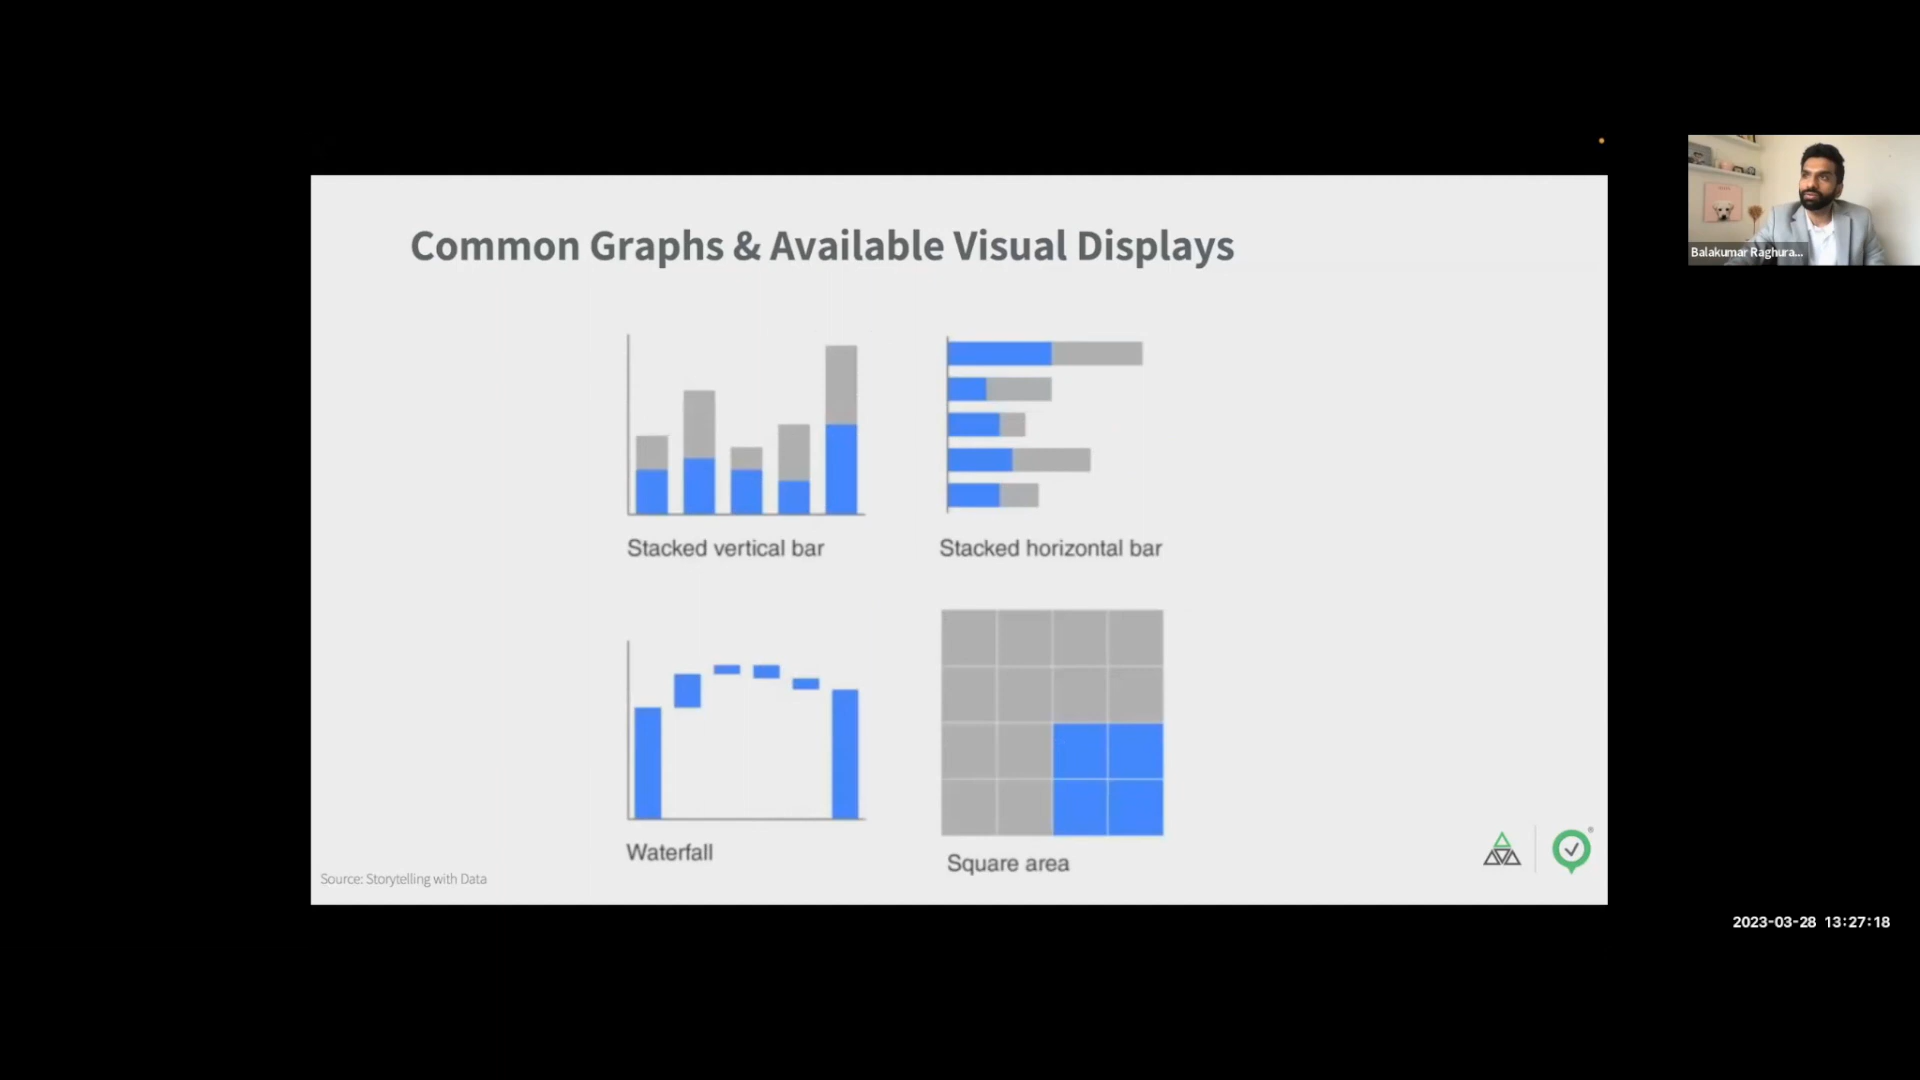 Common Graphs & Available Visual Displays
Balakumar Raghura...
Stacked vertical bar
Stacked horizontal bar
Waterfall
Square area
Source: Storytelling with Data
®
2023-03-28 13:27:18